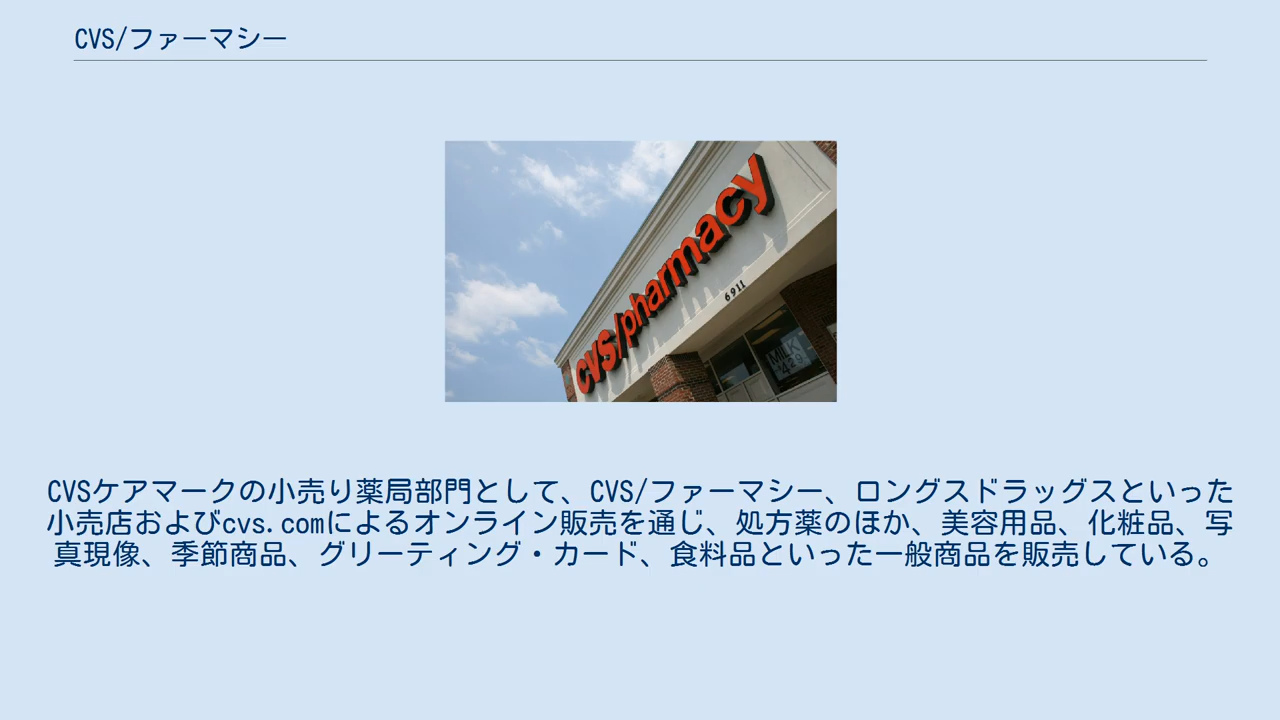 CVS/ファーマシー
cvs/pharmacy
6911
MILK
CVSケアマークの小売り薬局部門として、CVS/ファーマシー、ロングスドラッグスといった
小売店およびcvs.comによるオンライン販売を通じ、処方薬のほか、美容用品、化粧品、写
真現像、季節商品、グリーティング・カード、食料品といった一般商品を販売している。